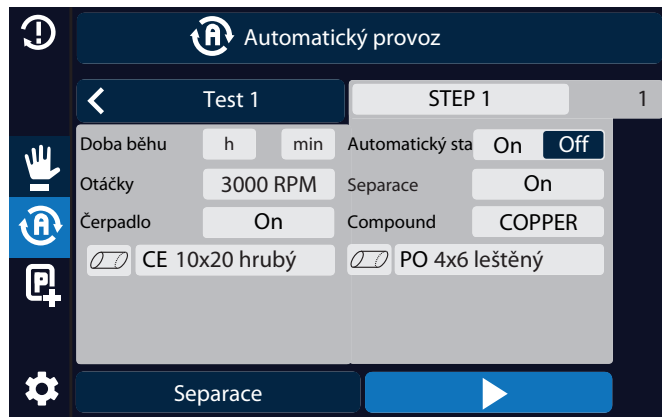 Automatický provoz
Test 1 STEP 1 1
Doba běhu h min Automatický sta On Off
Otáčky 3000 RPM Separace On
Čerpadlo On Compound COPPER
CE 10x20 hrubý PO 4x6 leštěný
Separace